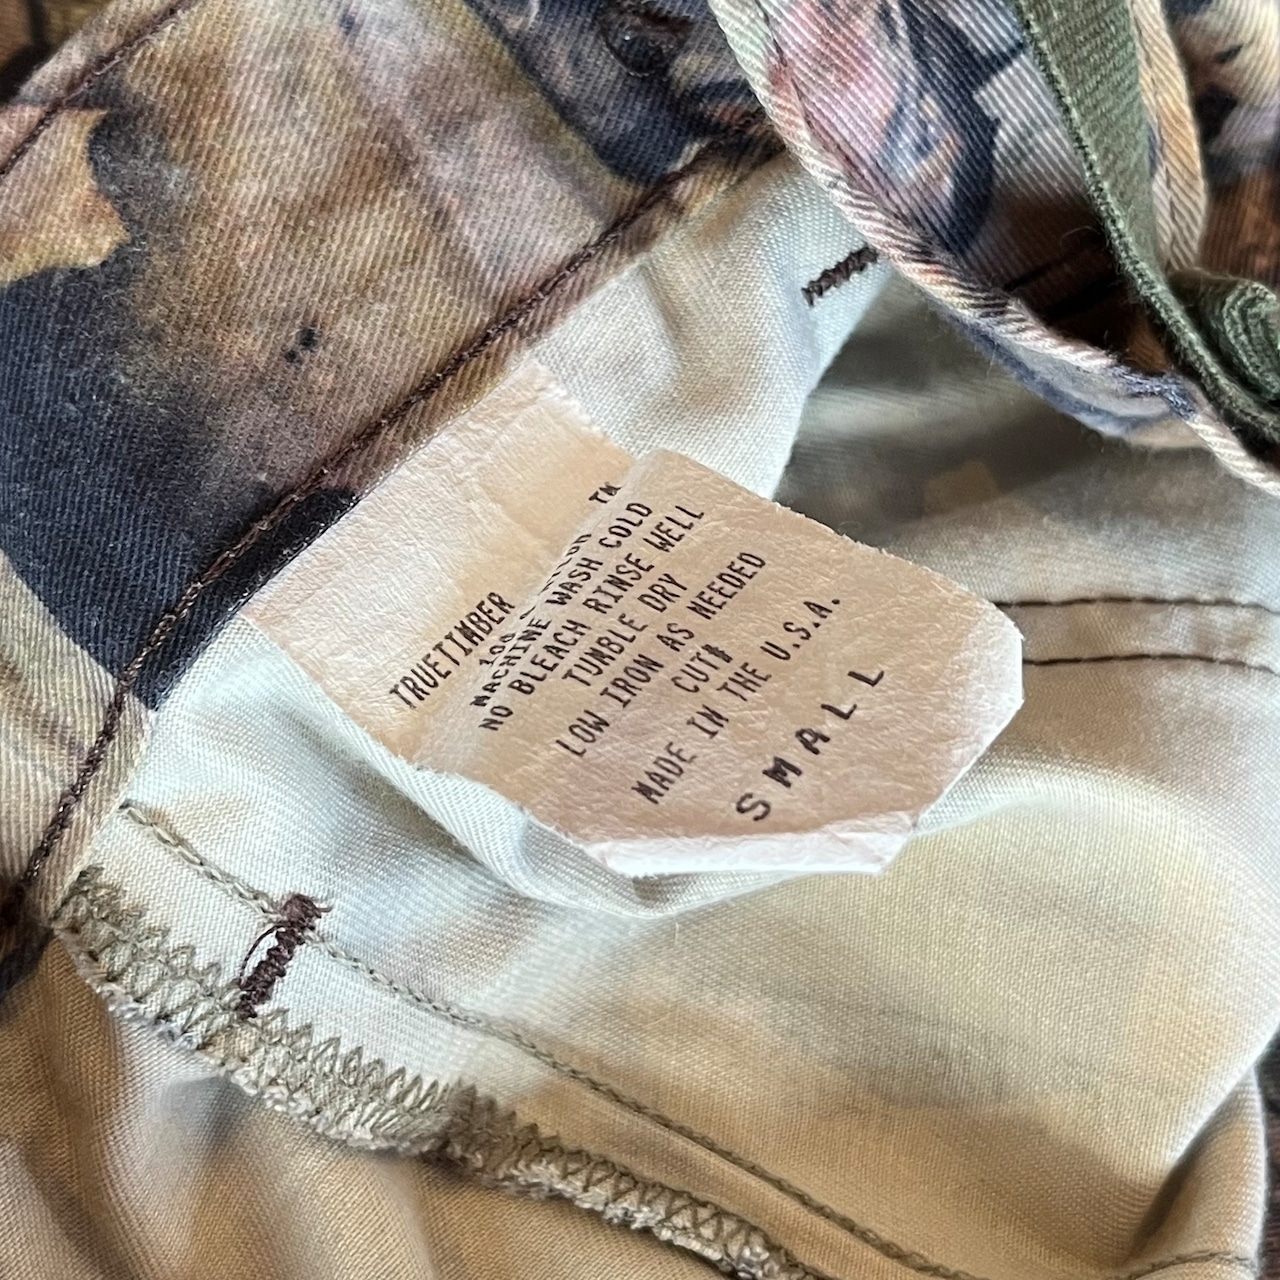 TRUETIMBER TM
MACHINE WASH COLD
NO BLEACH RINSE WELL
TUMBLE DRY
LOW IRON AS NEEDED
CUT#
MADE IN THE U.S.A.
SMALL